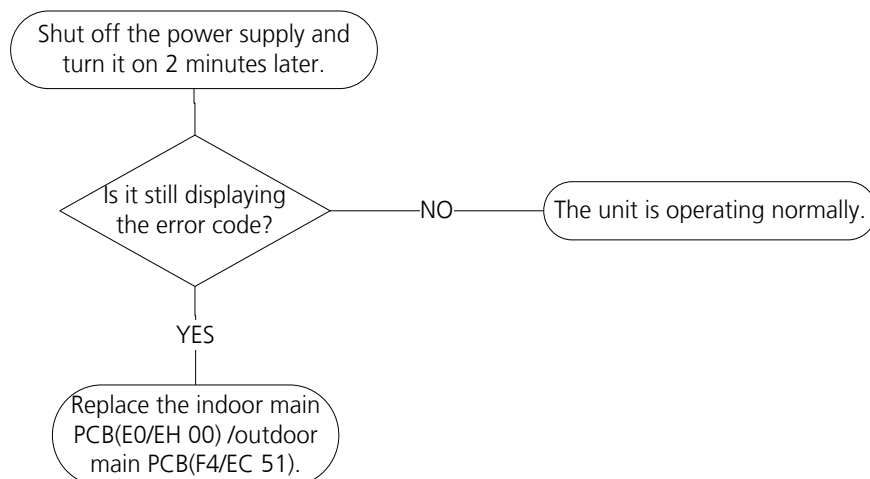 Shut off the power supply and
turn it on 2 minutes later.
Is it still displaying
the error code?
NO
The unit is operating normally.
YES
Replace the indoor main
PCB(E0/EH 00) /outdoor
main PCB(F4/EC 51).